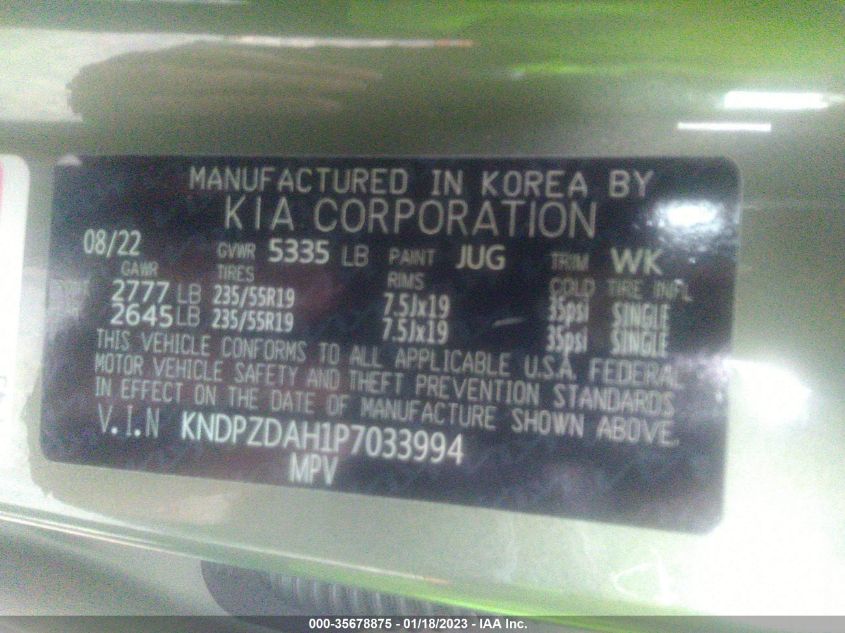 MANUFACTURED IN KOREA BY
KIA CORPORATION
08/22 GVWR 5335 LB PAINT JUG TRIM WK
GAWR TIRES RIMS COLD TIRE INFL
2777 LB 235/55R19 7.5Jx19 35psi SINGLE
2645 LB 235/55R19 7.5Jx19 35psi SINGLE
THIS VEHICLE CONFORMS TO ALL APPLICABLE U.S.A. FEDERAL
MOTOR VEHICLE SAFETY AND THEFT PREVENTION STANDARDS
IN EFFECT ON THE DATE OF MANUFACTURE SHOWN ABOVE.
V.I.N KNDPZDAH1P7033994
MPV
000-35678875 - 01/18/2023 - IAA Inc.